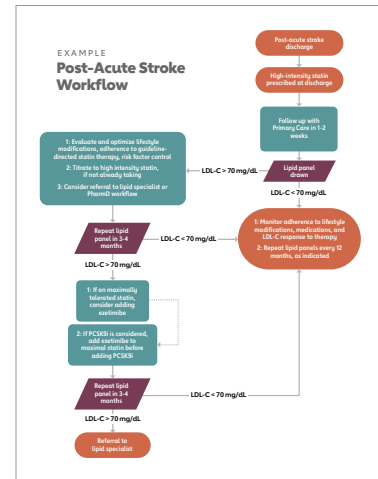 EXAMPLE
Post-Acute Stroke
Workflow
Post-acute stroke
discharge
High-intensity statin
prescribed at discharge
Follow up with
Primary Care in 1-2
weeks
Lipid panel
drawn
LDL-C > 70 mg/dL
LDL-C < 70 mg/dL
1: Evaluate and optimize lifestyle
modifications, adherence to guideline-
directed statin therapy, risk factor control
2: Titrate to high intensity statin,
if not already taking
3: Consider referral to lipid specialist or
PharmD workflow
Repeat lipid
panel in 3-4
months
LDL-C < 70 mg/dL
1: Monitor adherence to lifestyle
modifications, medications, and
LDL-C response to therapy
2: Repeat lipid panels every 12
months, as indicated
LDL-C > 70 mg/dL
1: If on maximally
tolerated statin,
consider adding
ezetimibe
2: If PCSK9i is considered,
add ezetimibe to
maximal statin before
adding PCSK9i
Repeat lipid
panel in 3-4
months
LDL-C < 70 mg/dL
LDL-C > 70 mg/dL
Referral to
lipid specialist